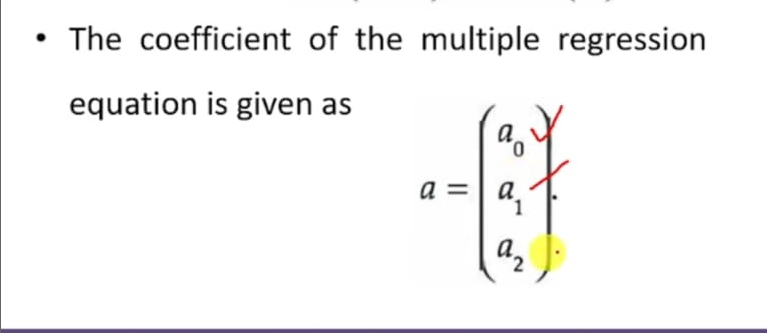 • The coefficient of the multiple regression
equation is given as
a = (a₀
a₁
a₂).